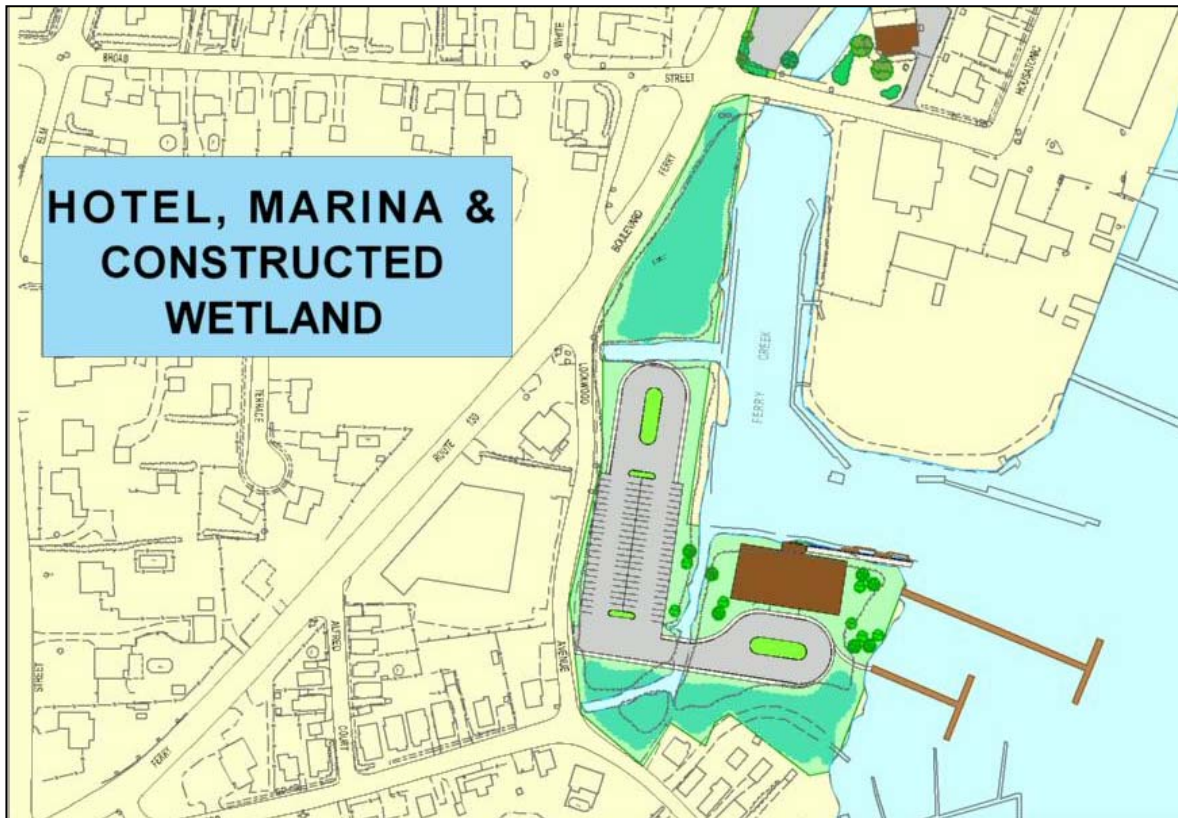 BROAD
STREET
WHITE
HOUSATONIC
ELM
HOTEL, MARINA &
CONSTRUCTED
WETLAND
FERRY
BOULEVARD
FERRY CREEK
LOCKWOOD
TERRACE
ROUTE 130
STREET
ALFRED
COURT
AVENUE
FERRY